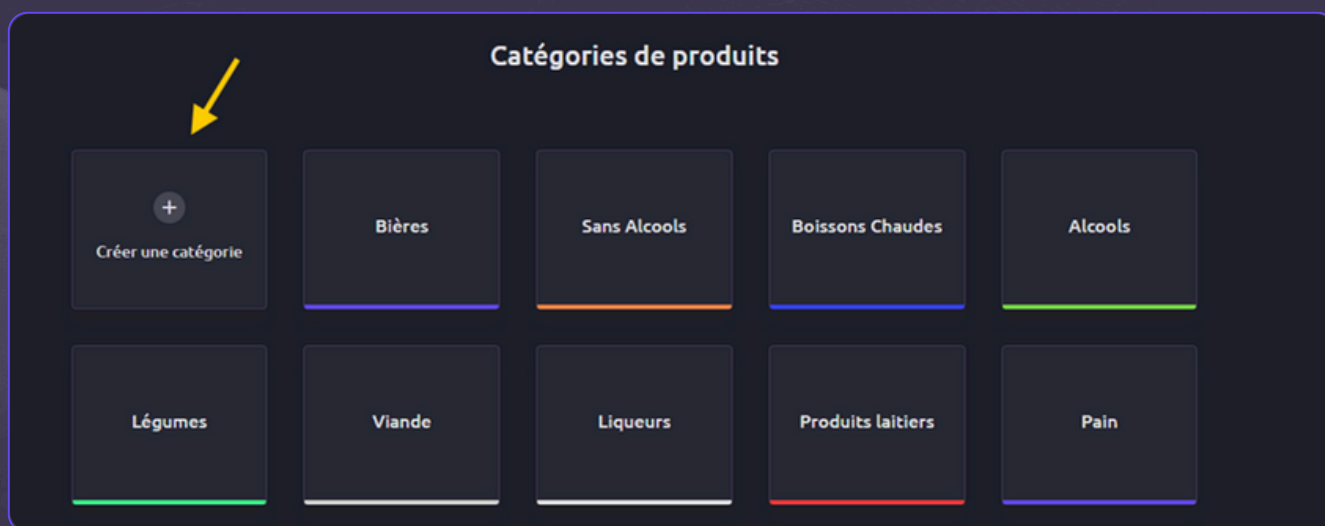 Catégories de produits
Créer une catégorie
Bières
Sans Alcools
Boissons Chaudes
Alcools
Légumes
Viande
Liqueurs
Produits laitiers
Pain